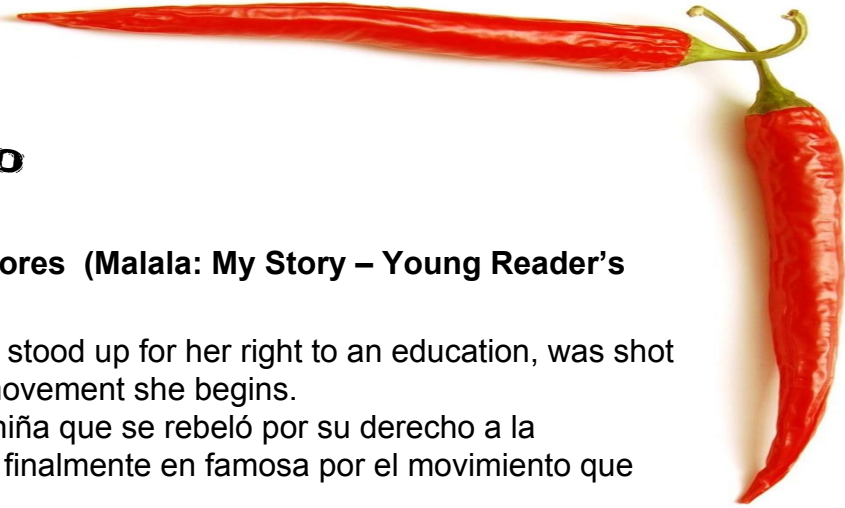 o
ores (Malala: My Story – Young Reader’s
stood up for her right to an education, was shot
movement she begins.
niña que se rebeló por su derecho a la
finalmente en famosa por el movimiento que